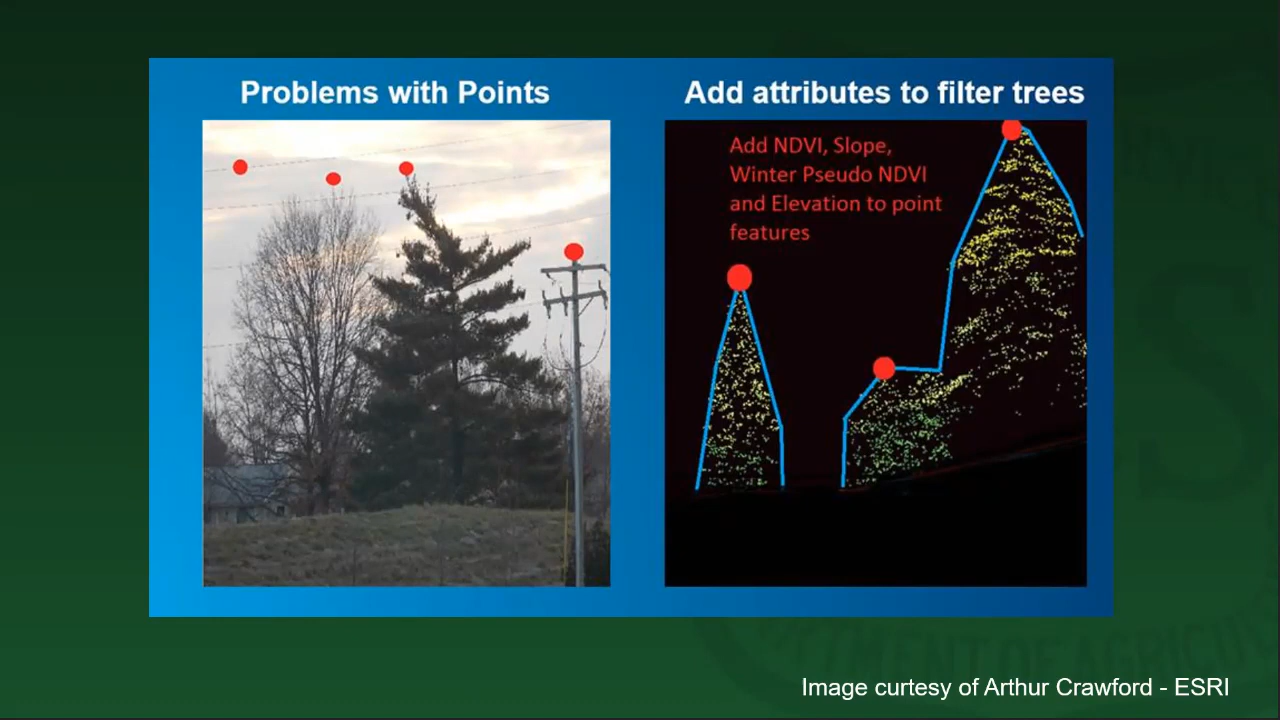 Problems with Points
Add attributes to filter trees
Add NDVI, Slope,
Winter Pseudo NDVI
and Elevation to point
features
Image curtesy of Arthur Crawford - ESRI